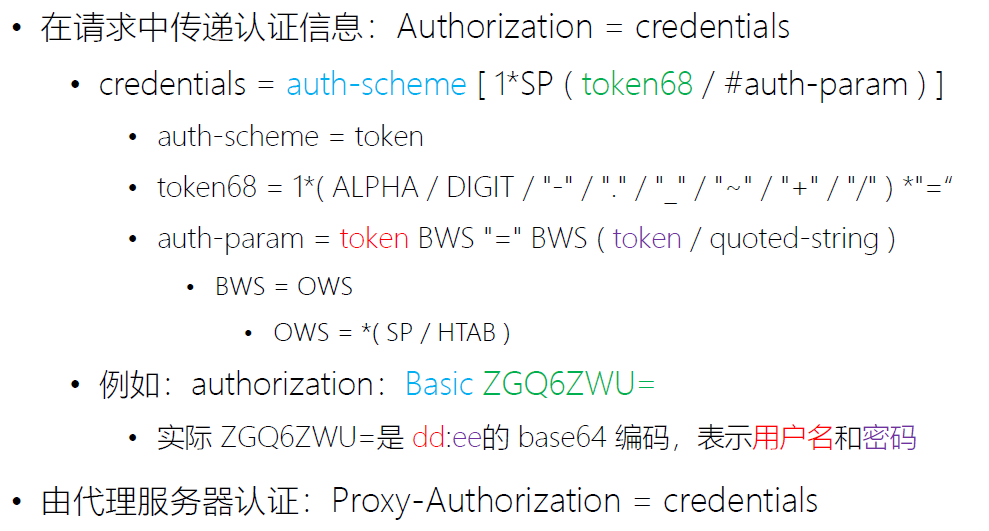 • 在请求中传递认证信息：Authorization = credentials
• credentials = auth-scheme [ 1*SP ( token68 / #auth-param ) ]
• auth-scheme = token
• token68 = 1*( ALPHA / DIGIT / "-" / "." / "_" / "~" / "+" / "/" ) *"=“
• auth-param = token BWS "=" BWS ( token / quoted-string )
• BWS = OWS
• OWS = *( SP / HTAB )
• 例如：authorization：Basic ZGQ6ZWU=
• 实际 ZGQ6ZWU=是 dd:ee的 base64 编码，表示用户名和密码
• 由代理服务器认证：Proxy-Authorization = credentials